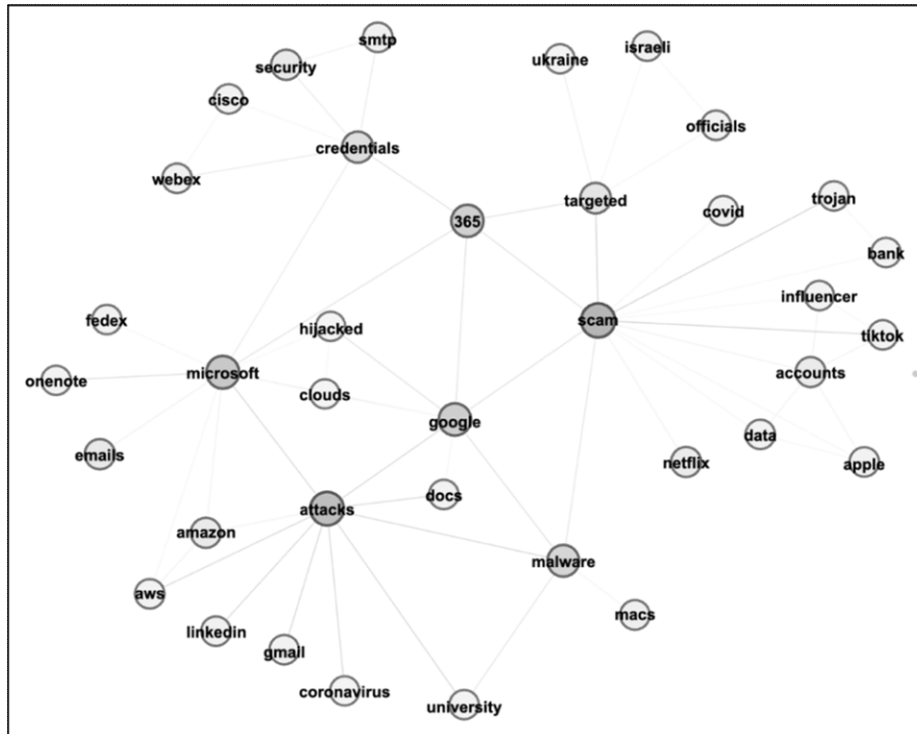 smtp
israeli
ukraine
security
cisco
officials
credentials
webex
targeted
trojan
covid
365
bank
influencer
fedex
hijacked
scam
tiktok
onenote
microsoft
accounts
clouds
google
data
emails
netflix
apple
docs
attacks
amazon
malware
aws
macs
linkedin
gmail
coronavirus
university